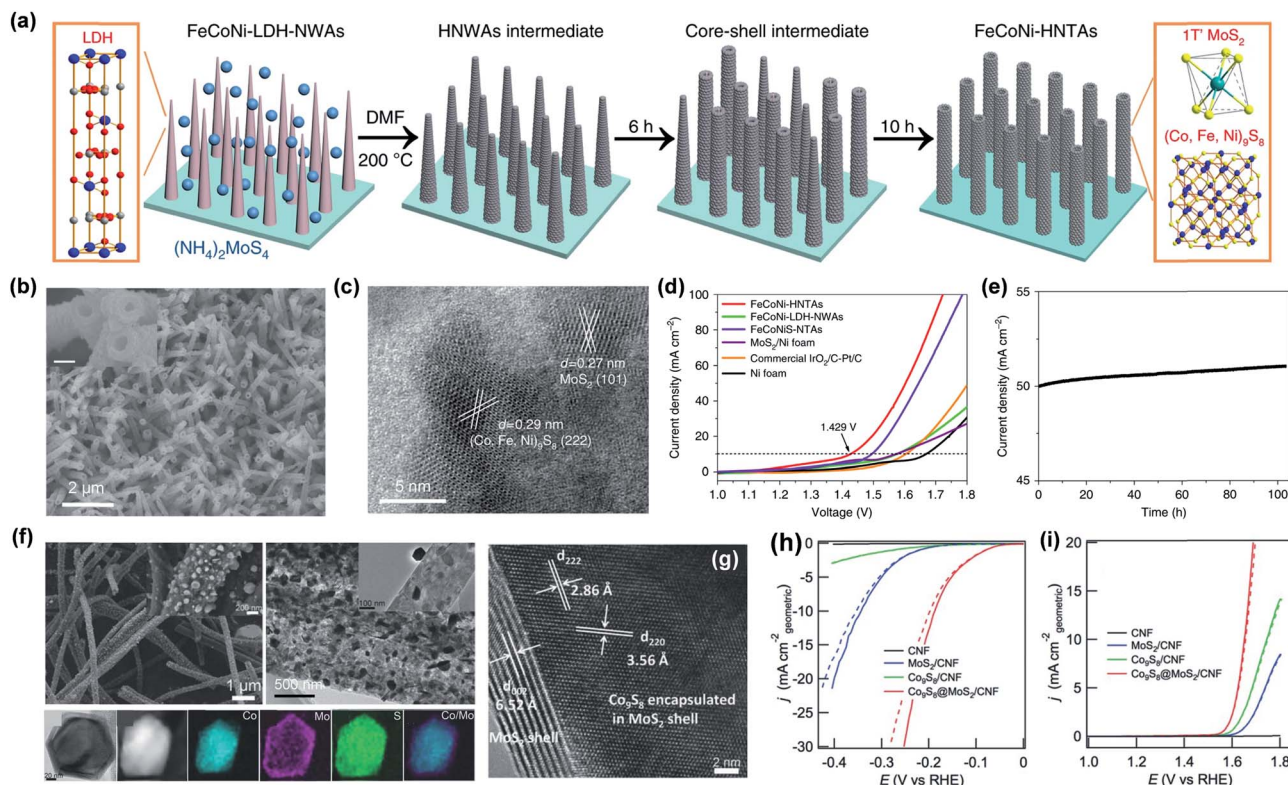 (a)
LDH
FeCoNi-LDH-NWAs
(NH₄)₂MoS₄
DMF
200 °C
HNWAs intermediate
6 h
Core-shell intermediate
10 h
FeCoNi-HNTAs
1T' MoS₂
(Co, Fe, Ni)₉S₈
(b)
2 μm
(c)
d=0.27 nm
MoS₂ (101)
d=0.29 nm
(Co, Fe, Ni)₉S₈ (222)
5 nm
(d)
Current density (mA cm⁻²)
100
80
60
40
20
10
0
FeCoNi-HNTAs
FeCoNi-LDH-NWAs
FeCoNiS-NTAs
MoS₂/Ni foam
Commercial IrO₂/C-Pt/C
Ni foam
1.429 V
1.0 1.1 1.2 1.3 1.4 1.5 1.6 1.7 1.8
Voltage (V)
(e)
Current density (mA cm⁻²)
55
50
45
0 20 40 60 80 100
Time (h)
(f)
200 nm
1 μm
100 nm
500 nm
20 nm
Co
Mo
S
Co/Mo
(g)
d₂₂₂
2.86 Å
d₂₂₀
3.56 Å
d₀₀₂
6.52 Å
MoS₂ shell
Co₉S₈ encapsulated
in MoS₂ shell
2 nm
(h)
j (mA cm⁻² geometric)
0
-5
-10
-15
-20
-25
-30
CNF
MoS₂/CNF
Co₉S₈/CNF
Co₉S₈@MoS₂/CNF
-0.4 -0.3 -0.2 -0.1 0
E (V vs RHE)
(i)
j (mA cm⁻² geometric)
20
15
10
5
0
CNF
MoS₂/CNF
Co₉S₈/CNF
Co₉S₈@MoS₂/CNF
1.0 1.2 1.4 1.6 1.8
E (V vs RHE)